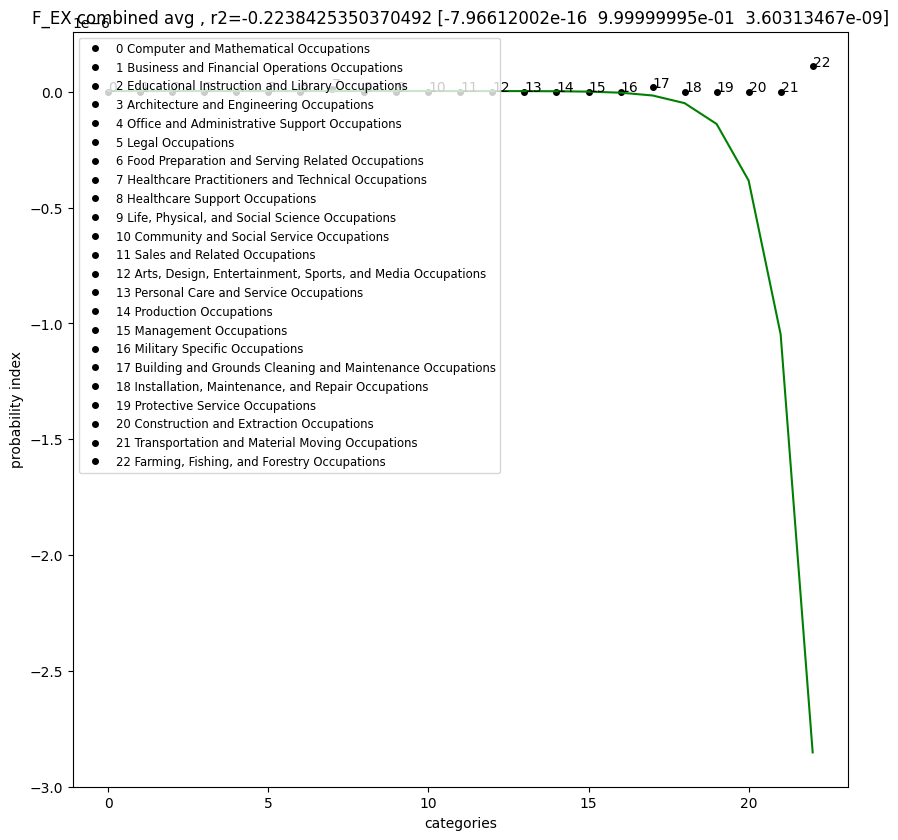 F_EX combined avg , r2=-0.2238425350370492 [-7.96612002e-16 9.99999995e-01 3.60313467e-09]
1e−6
0 Computer and Mathematical Occupations
1 Business and Financial Operations Occupations
2 Educational Instruction and Library Occupations
3 Architecture and Engineering Occupations
4 Office and Administrative Support Occupations
5 Legal Occupations
6 Food Preparation and Serving Related Occupations
7 Healthcare Practitioners and Technical Occupations
8 Healthcare Support Occupations
9 Life, Physical, and Social Science Occupations
10 Community and Social Service Occupations
11 Sales and Related Occupations
12 Arts, Design, Entertainment, Sports, and Media Occupations
13 Personal Care and Service Occupations
14 Production Occupations
15 Management Occupations
16 Military Specific Occupations
17 Building and Grounds Cleaning and Maintenance Occupations
18 Installation, Maintenance, and Repair Occupations
19 Protective Service Occupations
20 Construction and Extraction Occupations
21 Transportation and Material Moving Occupations
22 Farming, Fishing, and Forestry Occupations
10 11 12 13 14 15 16 17 18 19 20 21 22
0.0
−0.5
−1.0
−1.5
−2.0
−2.5
−3.0
probability index
0 5 10 15 20
categories